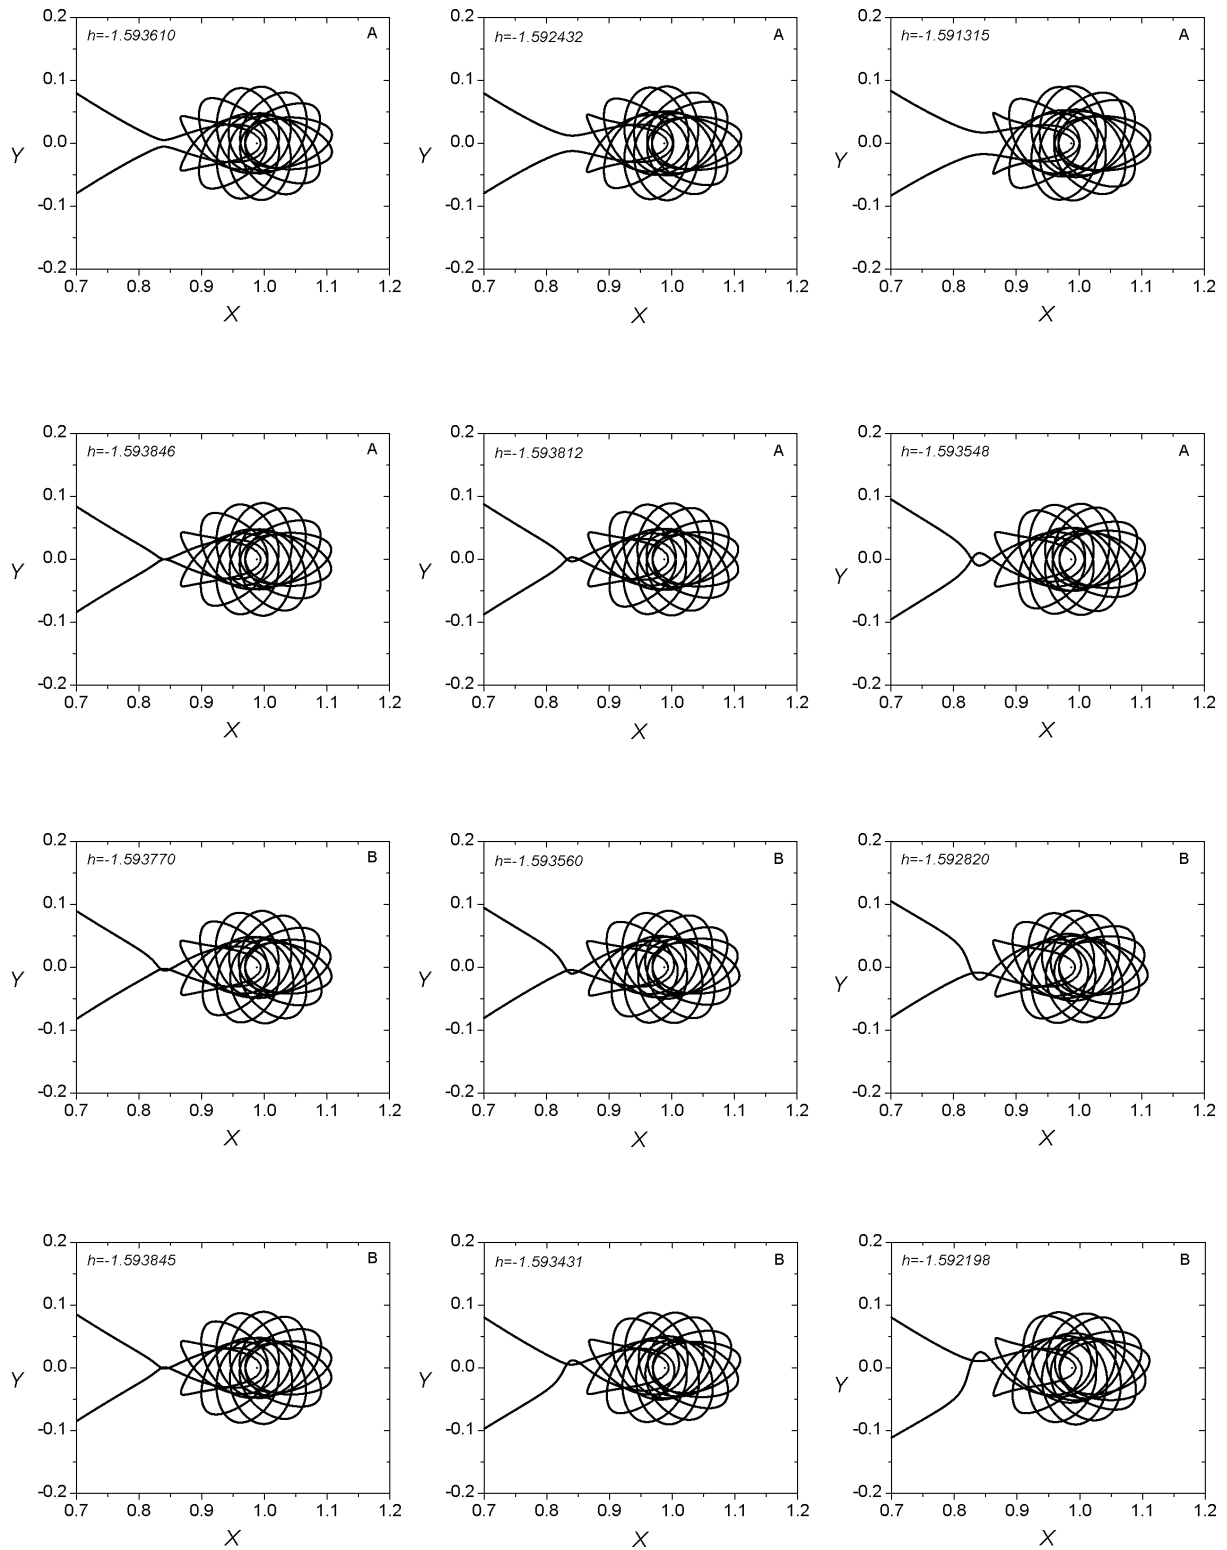 h=-1.593610 A
h=-1.592432 A
h=-1.591315 A
0.2 0.2 0.2
0.1 0.1 0.1
0.0 0.0 0.0
Y Y Y
-0.1 -0.1 -0.1
-0.2 -0.2 -0.2
0.7 0.8 0.9 1.0 1.1 1.2
0.7 0.8 0.9 1.0 1.1 1.2
0.7 0.8 0.9 1.0 1.1 1.2
X X X
h=-1.593846 A
h=-1.593812 A
h=-1.593548 A
0.2 0.2 0.2
0.1 0.1 0.1
0.0 0.0 0.0
Y Y Y
-0.1 -0.1 -0.1
-0.2 -0.2 -0.2
0.7 0.8 0.9 1.0 1.1 1.2
0.7 0.8 0.9 1.0 1.1 1.2
0.7 0.8 0.9 1.0 1.1 1.2
X X X
h=-1.593770 B
h=-1.593560 B
h=-1.592820 B
0.2 0.2 0.2
0.1 0.1 0.1
0.0 0.0 0.0
Y Y Y
-0.1 -0.1 -0.1
-0.2 -0.2 -0.2
0.7 0.8 0.9 1.0 1.1 1.2
0.7 0.8 0.9 1.0 1.1 1.2
0.7 0.8 0.9 1.0 1.1 1.2
X X X
h=-1.593845 B
h=-1.593431 B
h=-1.592198 B
0.2 0.2 0.2
0.1 0.1 0.1
0.0 0.0 0.0
Y Y Y
-0.1 -0.1 -0.1
-0.2 -0.2 -0.2
0.7 0.8 0.9 1.0 1.1 1.2
0.7 0.8 0.9 1.0 1.1 1.2
0.7 0.8 0.9 1.0 1.1 1.2
X X X